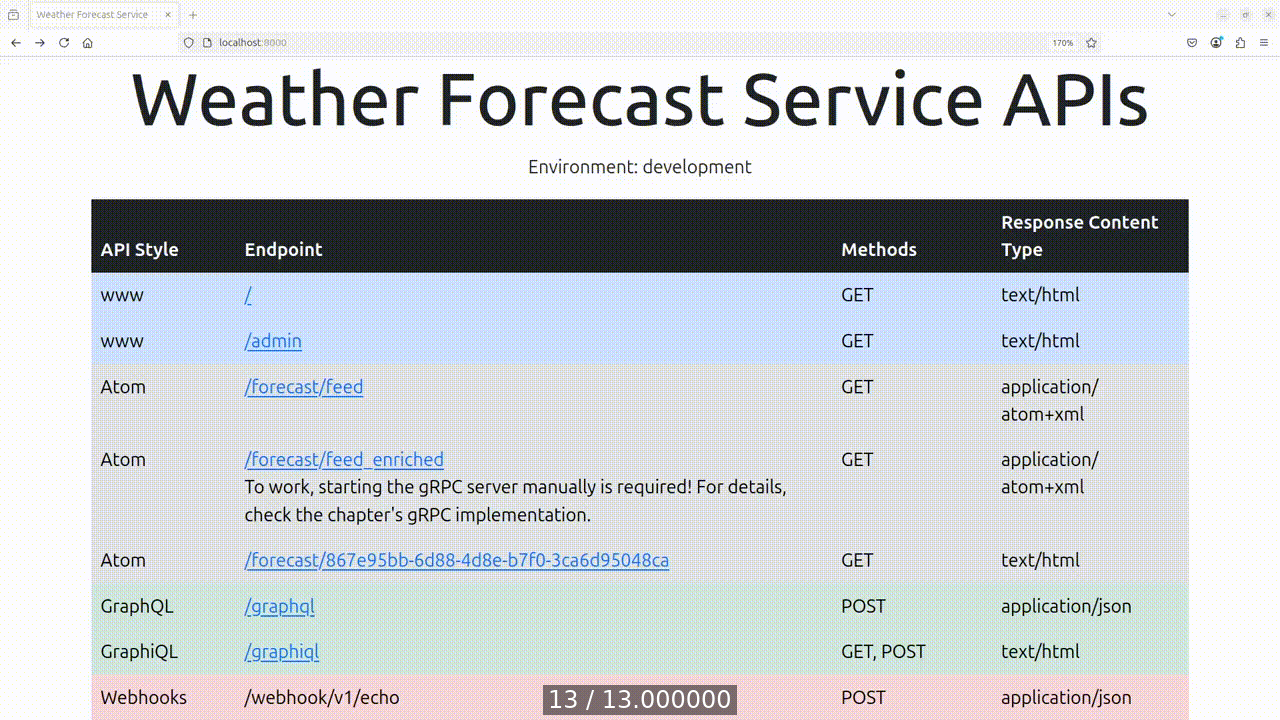 Weather Forecast Service
localhost:8000
170%
Weather Forecast Service APIs
Environment: development
API Style Endpoint Methods Response Content Type
www / GET text/html
www /admin GET text/html
Atom /forecast/feed GET application/
atom+xml
Atom /forecast/feed_enriched GET application/
To work, starting the gRPC server manually is required! For details, atom+xml
check the chapter's gRPC implementation.
Atom /forecast/867e95bb-6d88-4d8e-b7f0-3ca6d95048ca GET text/html
GraphQL /graphql POST application/json
GraphiQL /graphiql GET, POST text/html
Webhooks /webhook/v1/echo POST application/json
13 / 13.000000